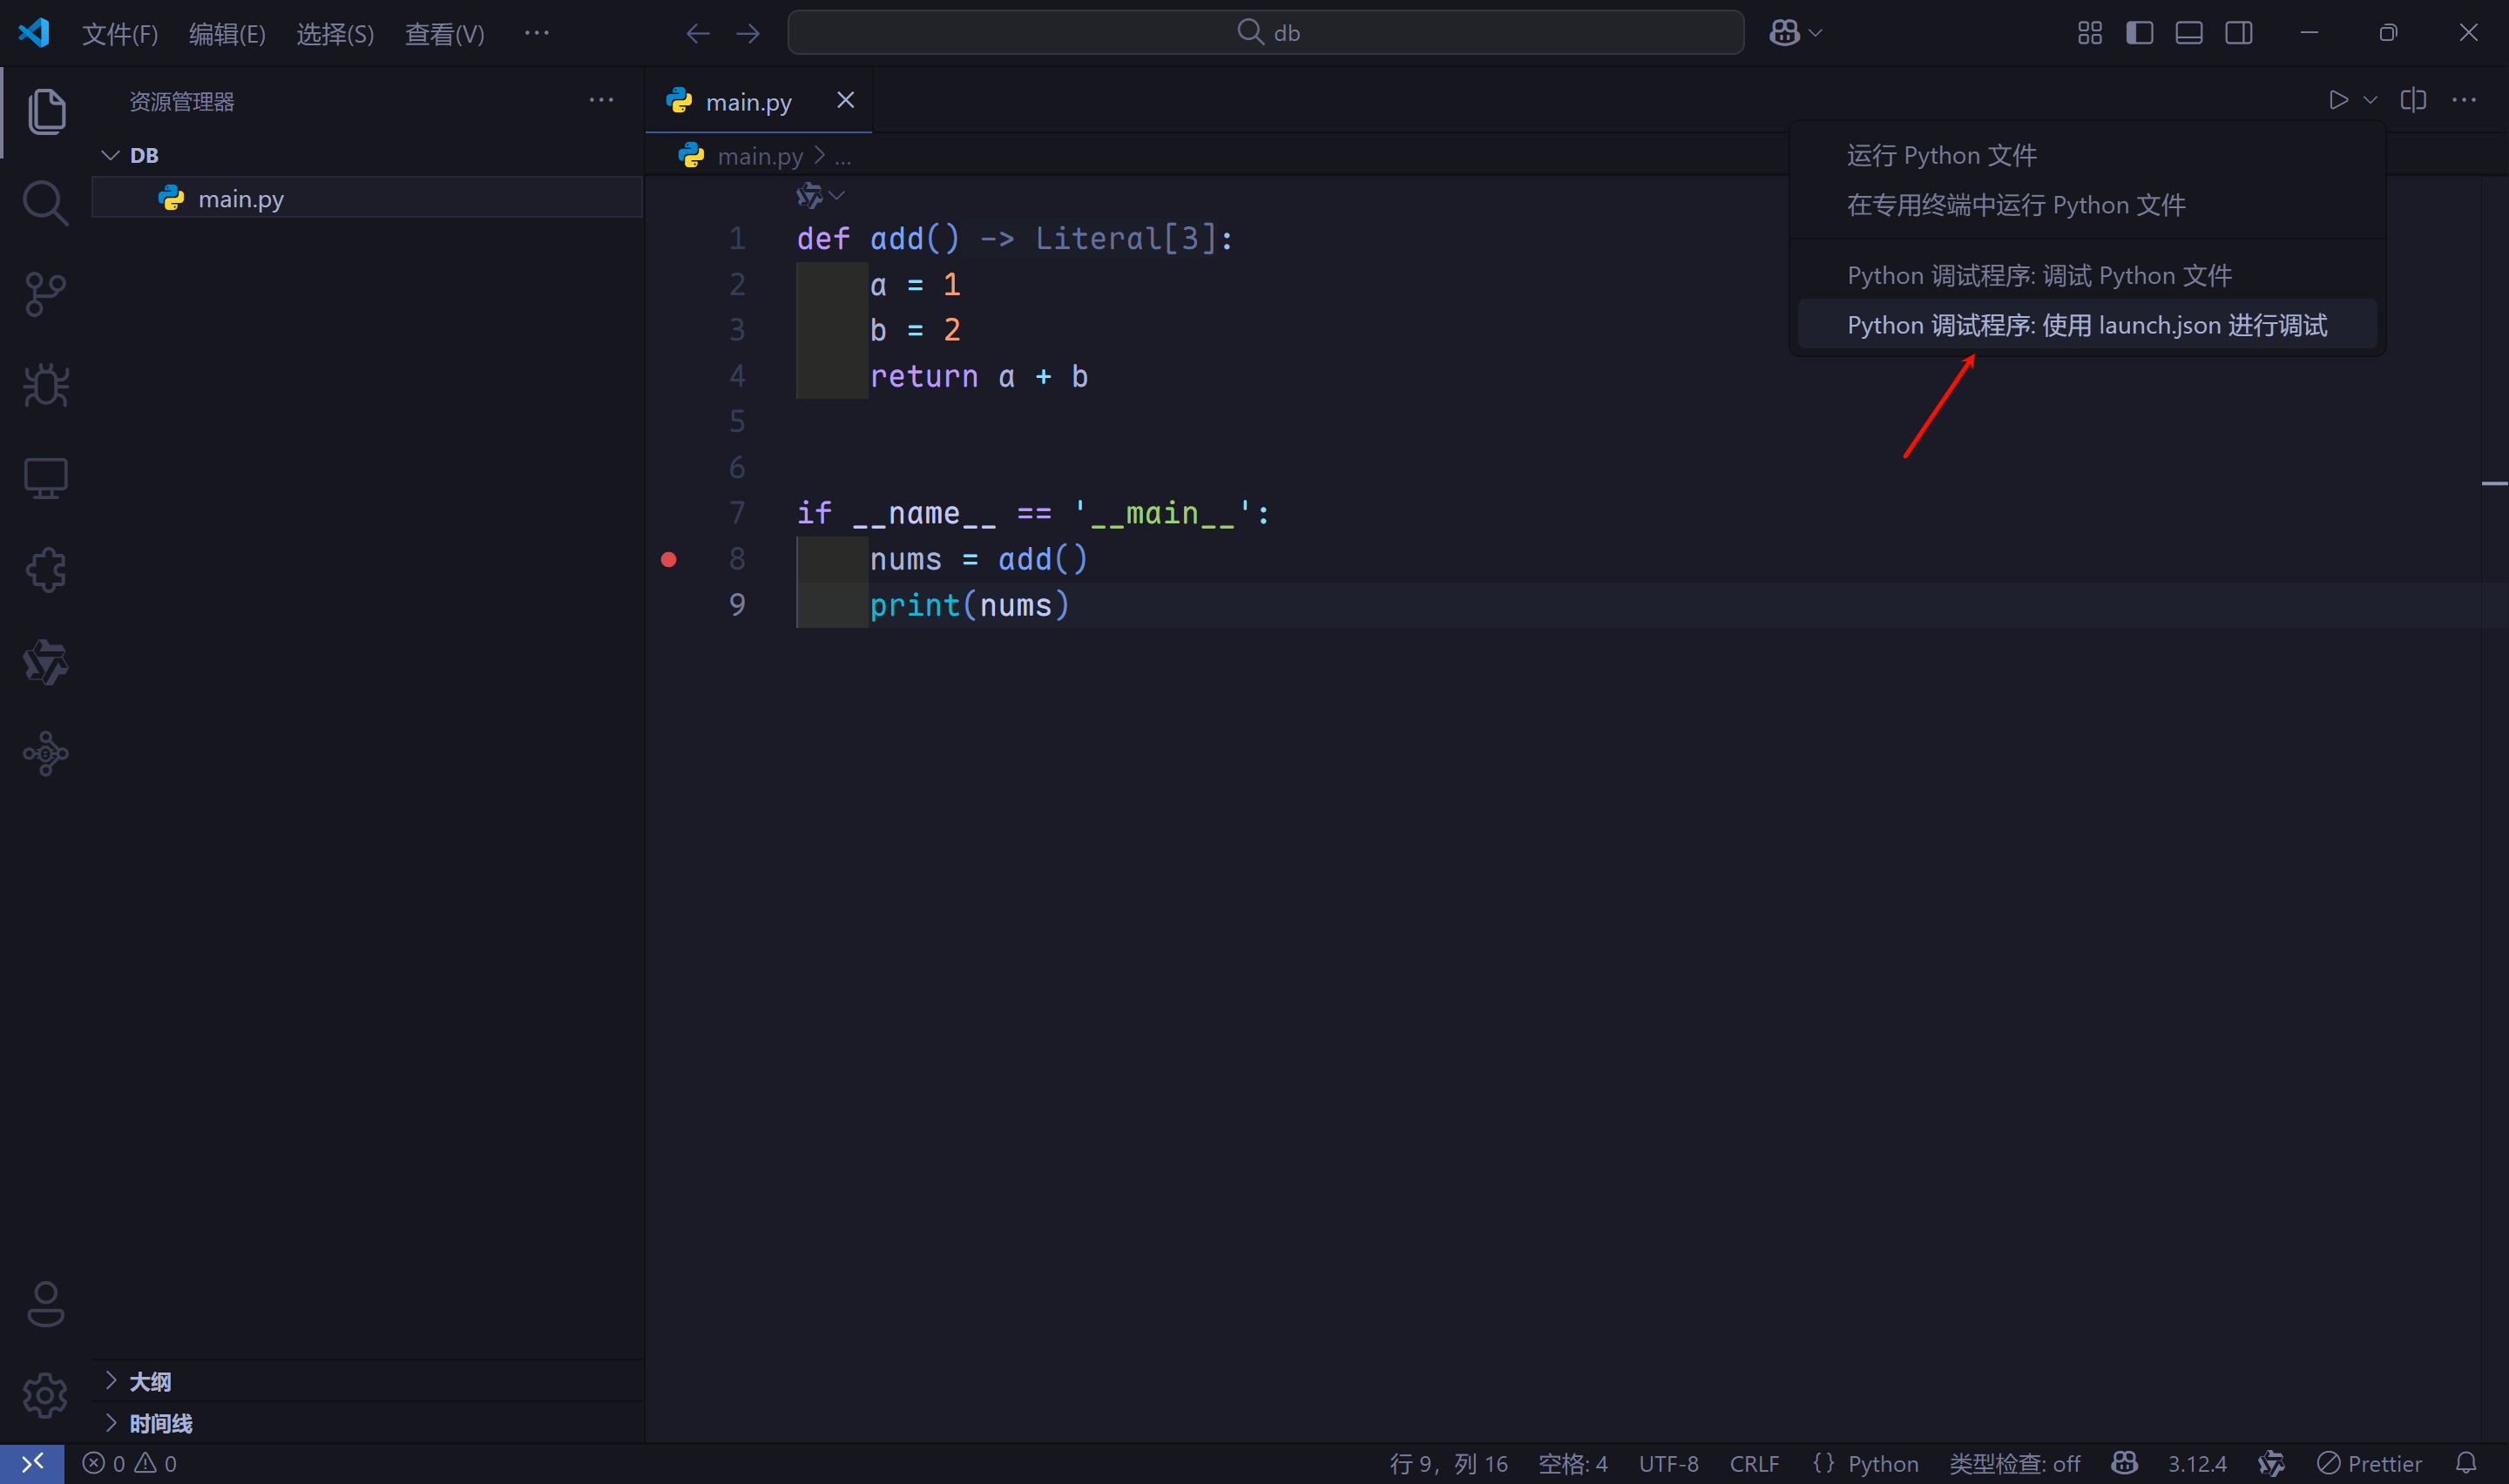 文件(F) 编辑(E) 选择(S) 查看(V) ··· db
资源管理器 ···
DB
main.py
大纲
时间线
main.py
main.py > ...
1 def add() -> Literal[3]:
2 a = 1
3 b = 2
4 return a + b
5
6
7 if __name__ == '__main__':
8 nums = add()
9 print(nums)
运行 Python 文件
在专用终端中运行 Python 文件
Python 调试程序: 调试 Python 文件
Python 调试程序: 使用 launch.json 进行调试
0 0 行 9，列 16 空格: 4 UTF-8 CRLF {} Python 类型检查: off 3.12.4 Prettier